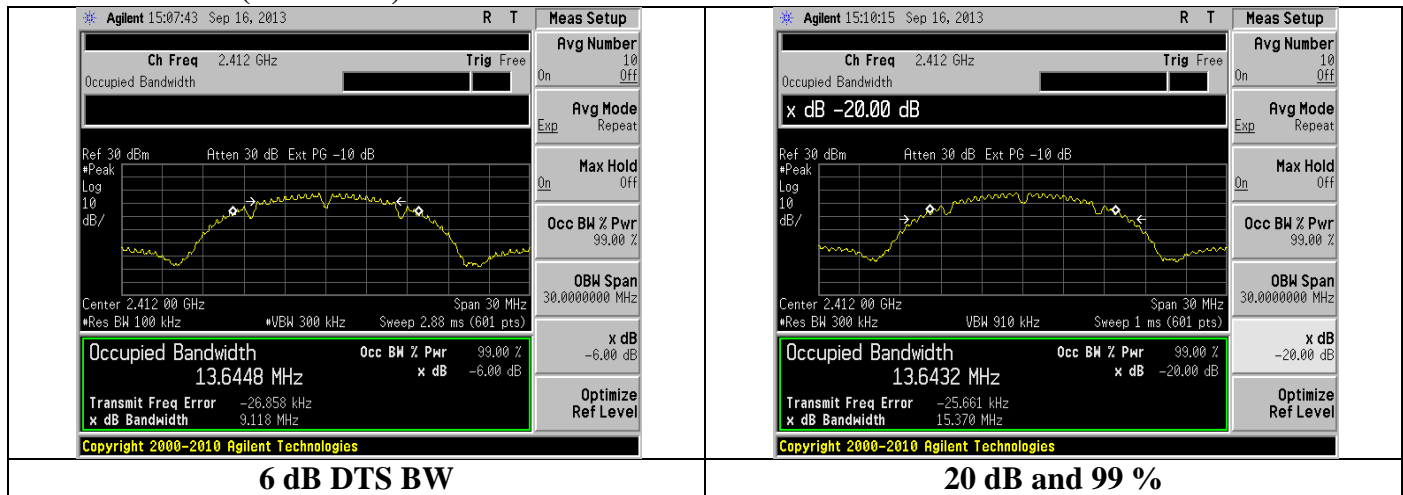 Agilent 15:07:43 Sep 16, 2013 R T
Meas Setup
Ch Freq 2.412 GHz Trig Free
Occupied Bandwidth
Avg Number
10
On Off
Avg Mode
Exp Repeat
Ref 30 dBm Atten 30 dB Ext PG -10 dB
#Peak
Log
10
dB/
Max Hold
On Off
Occ BW % Pwr
99.00 %
OBW Span
30.0000000 MHz
Center 2.412 00 GHz Span 30 MHz
#Res BW 100 kHz #VBW 300 kHz Sweep 2.88 ms (601 pts)
x dB
-6.00 dB
Occupied Bandwidth Occ BW % Pwr 99.00 %
13.6448 MHz x dB -6.00 dB
Transmit Freq Error -26.858 kHz
x dB Bandwidth 9.118 MHz
Optimize
Ref Level
Copyright 2000-2010 Agilent Technologies
6 dB DTS BW
Agilent 15:10:15 Sep 16, 2013 R T
Meas Setup
Ch Freq 2.412 GHz Trig Free
Occupied Bandwidth
x dB -20.00 dB
Avg Number
10
On Off
Avg Mode
Exp Repeat
Ref 30 dBm Atten 30 dB Ext PG -10 dB
#Peak
Log
10
dB/
Max Hold
On Off
Occ BW % Pwr
99.00 %
OBW Span
30.0000000 MHz
Center 2.412 00 GHz Span 30 MHz
#Res BW 300 kHz VBW 910 kHz Sweep 1 ms (601 pts)
x dB
-20.00 dB
Occupied Bandwidth Occ BW % Pwr 99.00 %
13.6432 MHz x dB -20.00 dB
Transmit Freq Error -25.661 kHz
x dB Bandwidth 15.370 MHz
Optimize
Ref Level
Copyright 2000-2010 Agilent Technologies
20 dB and 99 %